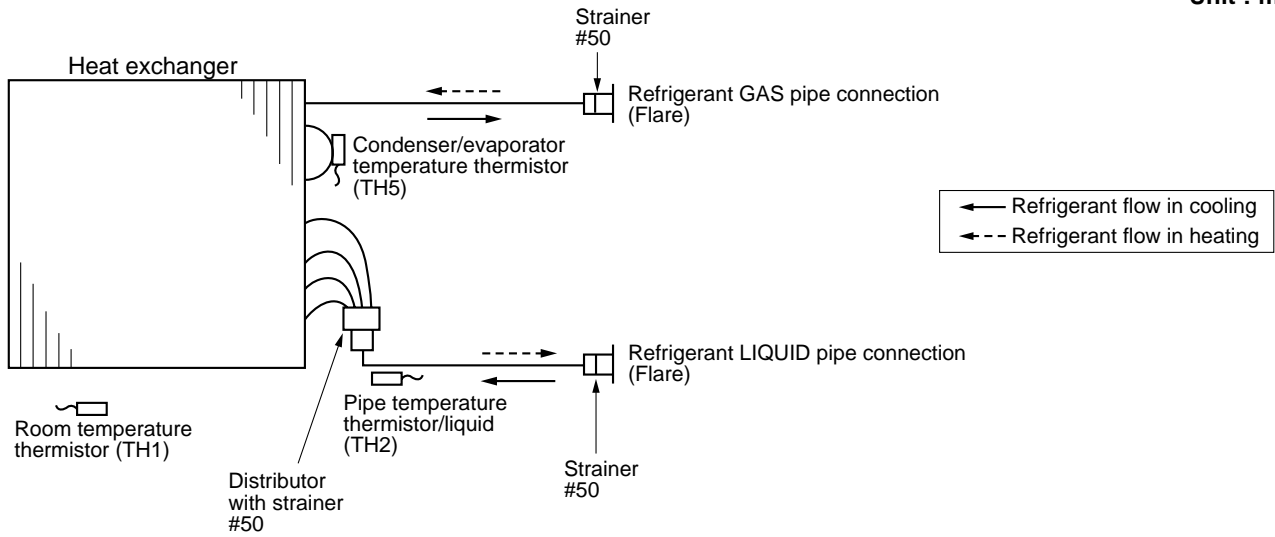 Strainer
#50
Heat exchanger
Refrigerant GAS pipe connection
(Flare)
Condenser/evaporator
temperature thermistor
(TH5)
Refrigerant flow in cooling
Refrigerant flow in heating
Refrigerant LIQUID pipe connection
(Flare)
Pipe temperature
thermistor/liquid
(TH2)
Room temperature
thermistor (TH1)
Strainer
#50
Distributor
with strainer
#50